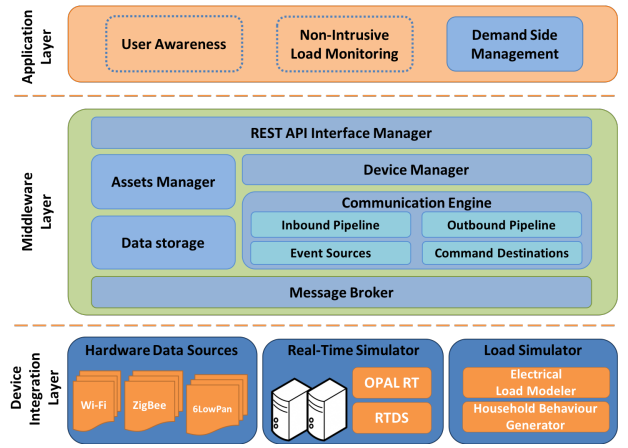 Application
Layer
User Awareness
Non-Intrusive
Load Monitoring
Demand Side
Management
Middleware
Layer
REST API Interface Manager
Assets Manager
Device Manager
Data storage
Communication Engine
Inbound Pipeline
Outbound Pipeline
Event Sources
Command Destinations
Message Broker
Device
Integration
Layer
Hardware Data Sources
Wi-Fi
ZigBee
6LowPan
Real-Time Simulator
OPAL RT
RTDS
Load Simulator
Electrical
Load Modeler
Household Behaviour
Generator